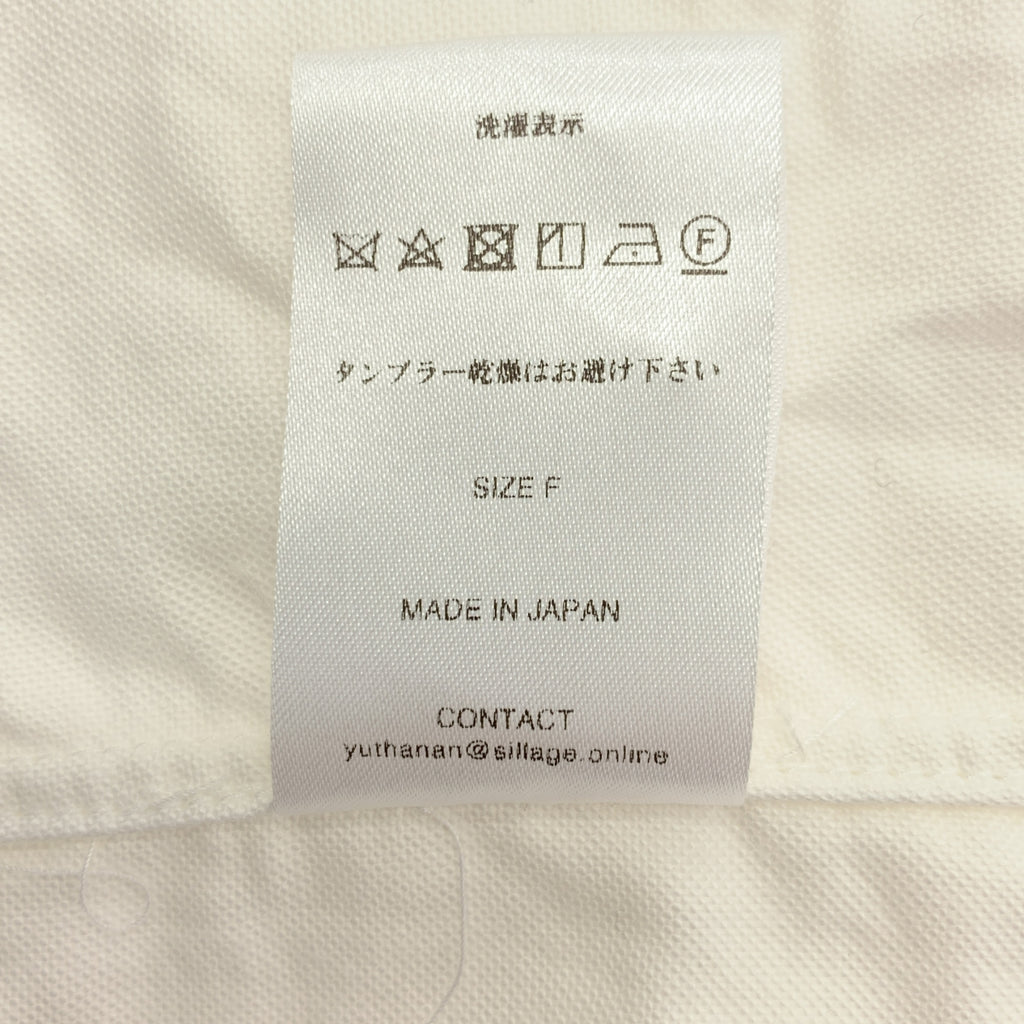 洗濯表示
F
タンブラー乾燥はお避け下さい
SIZE F
MADE IN JAPAN
CONTACT
yuthanan@sillage.online